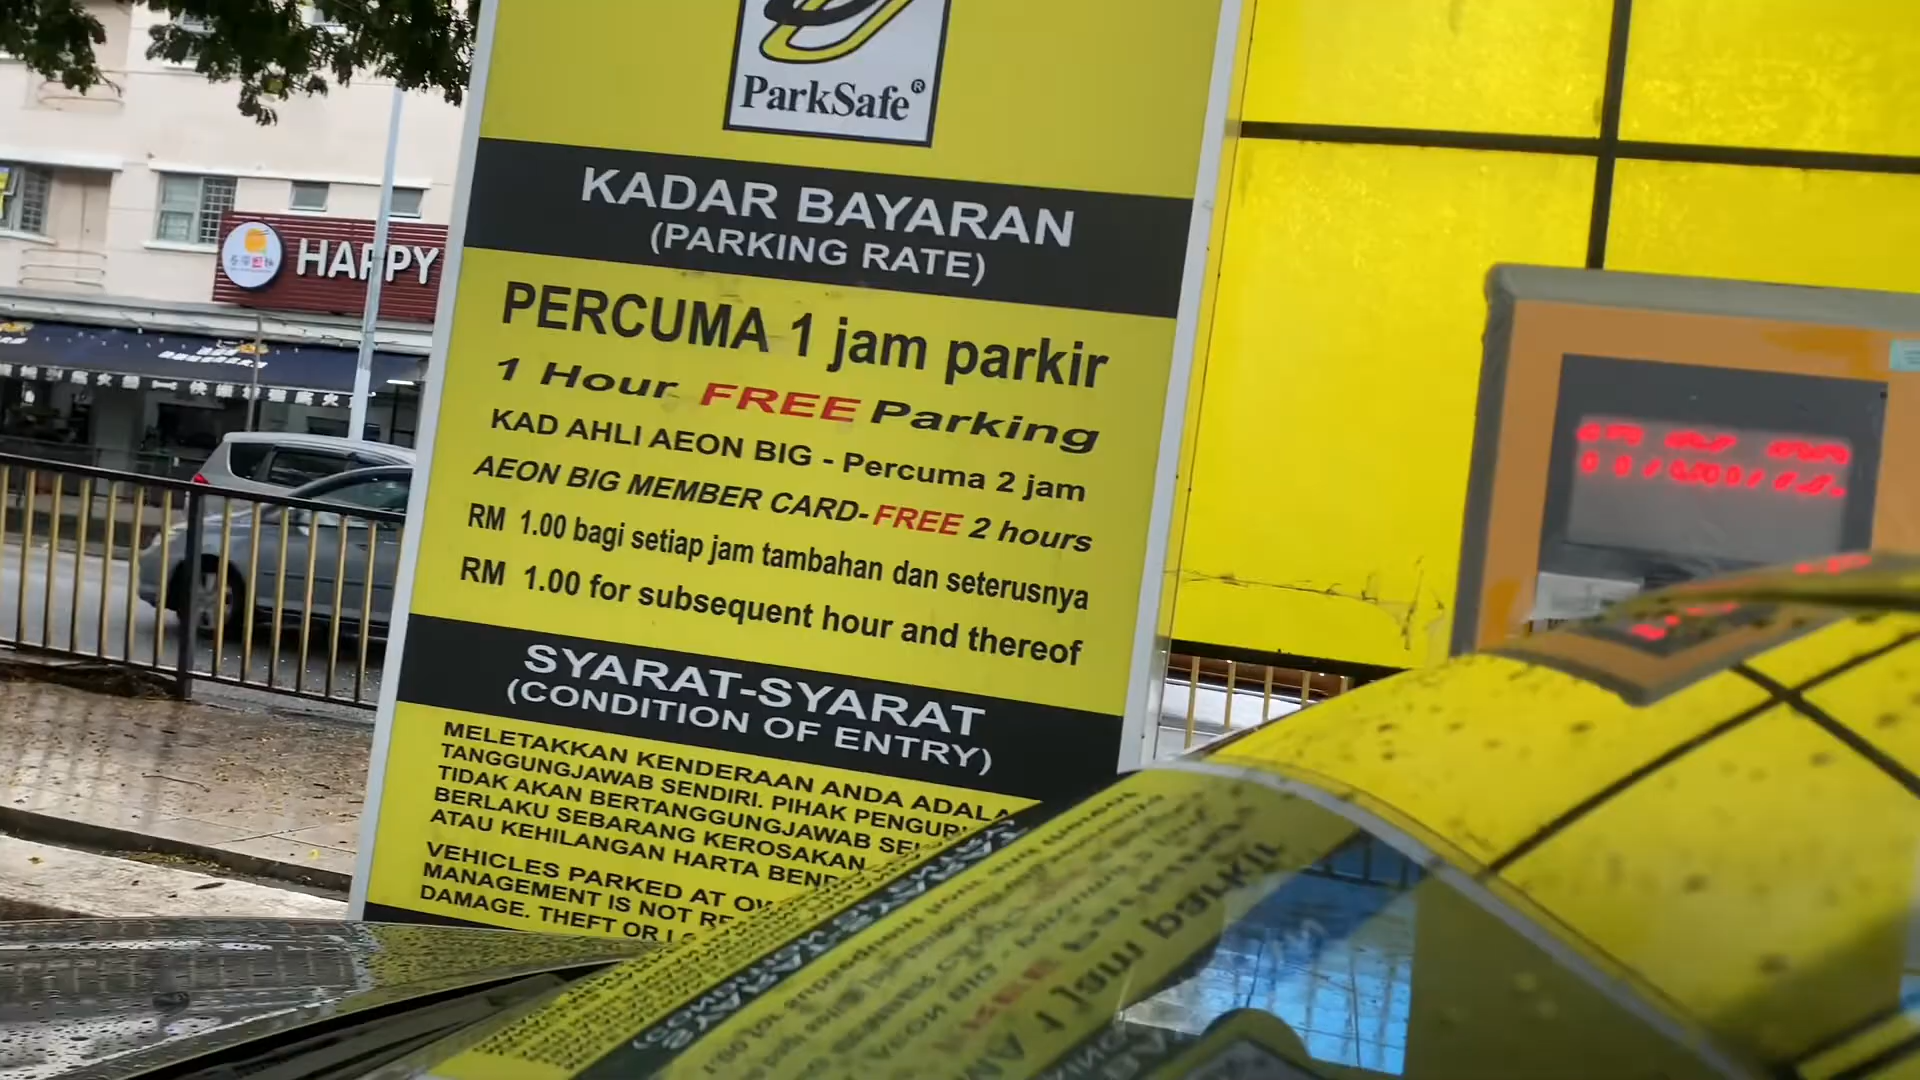 ParkSafe®
KADAR BAYARAN
(PARKING RATE)
HAPPY
PERCUMA 1 jam parkir
1 Hour FREE Parking
KAD AHLI AEON BIG - Percuma 2 jam
AEON BIG MEMBER CARD-FREE 2 hours
RM 1.00 bagi setiap jam tambahan dan seterusnya
RM 1.00 for subsequent hour and thereof
SYARAT-SYARAT
(CONDITION OF ENTRY)
MELETAKKAN KENDERAAN ANDA
TANGGUNGJAWAB SENDIRI. PIHAK
TIDAK AKAN BERTANGGUNGJAWAB
BERLAKU SEBARANG KEROSAKAN
ATAU KEHILANGAN HARTA
VEHICLES PARKED AT
MANAGEMENT IS NOT
DAMAGE. THEFT OR